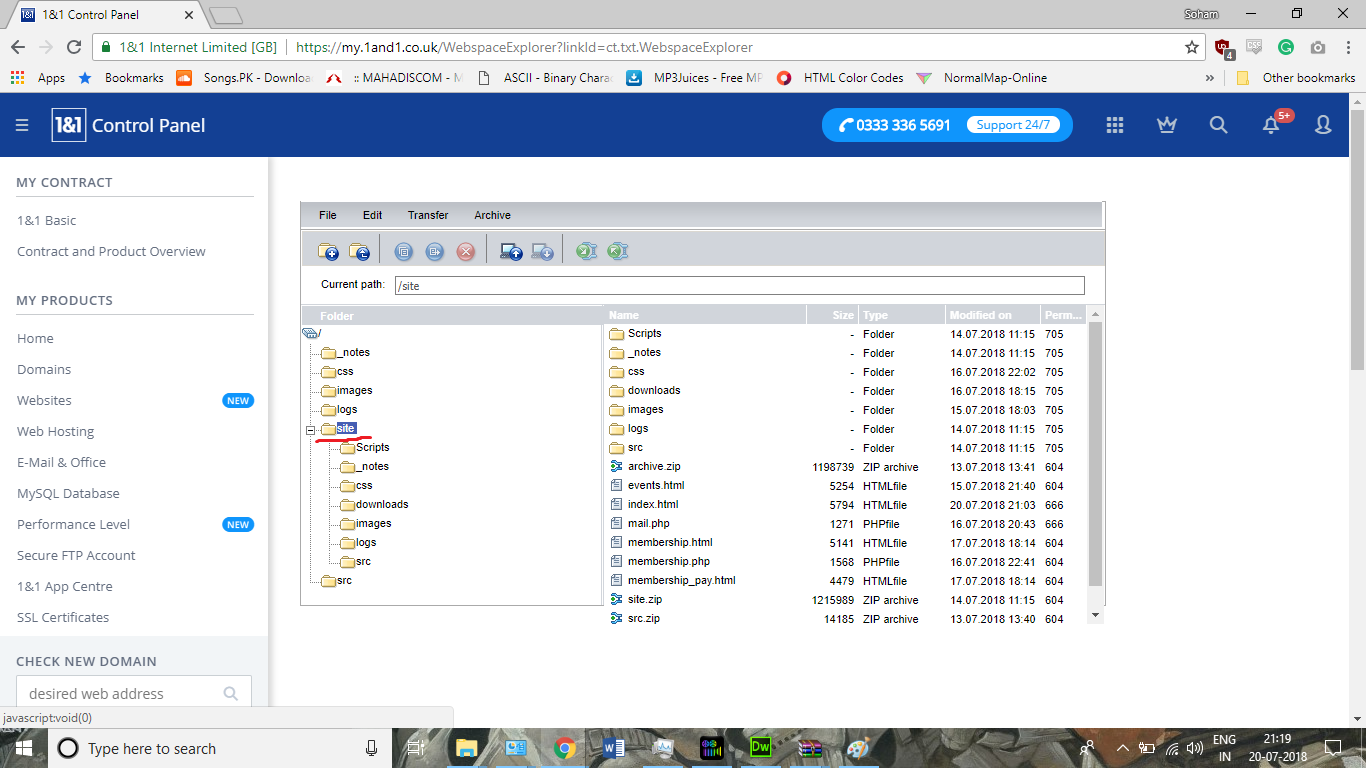 1&1 Control Panel
Soham
1&1 Internet Limited [GB] https://my.1and1.co.uk/WebspaceExplorer?linkId=ct.txt.WebspaceExplorer
4
Apps Bookmarks Songs.PK - Downloa :: MAHADISCOM - M ASCII - Binary Charac MP3Juices - Free MP HTML Color Codes NormalMap-Online » Other bookmarks
1&1 Control Panel 0333 336 5691 Support 24/7 5+
MY CONTRACT
1&1 Basic
Contract and Product Overview
MY PRODUCTS
Home
Domains
Websites NEW
Web Hosting
E-Mail & Office
MySQL Database
Performance Level NEW
Secure FTP Account
1&1 App Centre
SSL Certificates
CHECK NEW DOMAIN
desired web address
javascript:void(0)
File Edit Transfer Archive
Current path: /site
Folder
/
_notes
css
images
logs
site
Scripts
_notes
css
downloads
images
logs
src
src
Name Size Type Modified on Perm...
Scripts - Folder 14.07.2018 11:15 705
_notes - Folder 14.07.2018 11:15 705
css - Folder 16.07.2018 22:02 705
downloads - Folder 16.07.2018 18:15 705
images - Folder 15.07.2018 18:03 705
logs - Folder 14.07.2018 11:15 705
src - Folder 14.07.2018 11:15 705
archive.zip 1198739 ZIP archive 13.07.2018 13:41 604
events.html 5254 HTMLfile 15.07.2018 21:40 604
index.html 5794 HTMLfile 20.07.2018 21:03 666
mail.php 1271 PHPfile 16.07.2018 20:43 666
membership.html 5141 HTMLfile 17.07.2018 18:14 604
membership.php 1568 PHPfile 16.07.2018 22:41 604
membership_pay.html 4479 HTMLfile 17.07.2018 18:14 604
site.zip 1215989 ZIP archive 14.07.2018 11:15 604
src.zip 14185 ZIP archive 13.07.2018 13:40 604
Type here to search
Dw
ENG
IN
21:19
20-07-2018